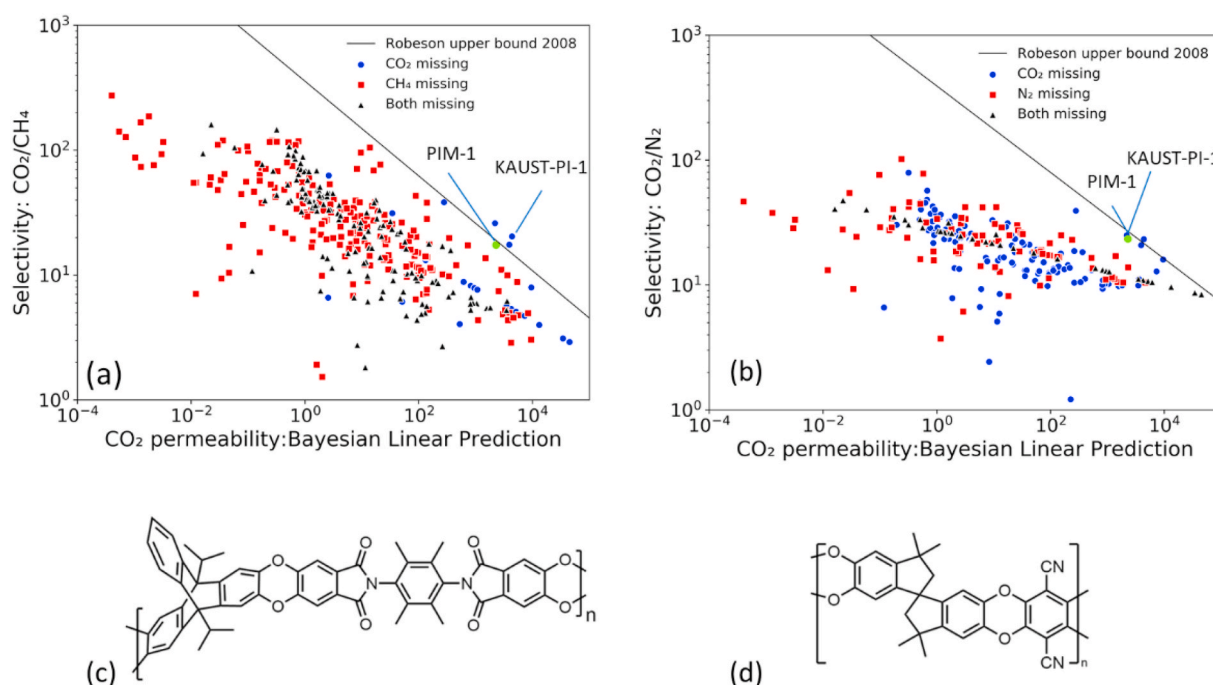 10³
Robeson upper bound 2008
CO₂ missing
CH₄ missing
Both missing
10²
PIM-1
KAUST-PI-1
10¹
10⁰
Selectivity: CO₂/CH₄
(a)
10⁻⁴ 10⁻² 10⁰ 10² 10⁴
CO₂ permeability:Bayesian Linear Prediction
10³
Robeson upper bound 2008
CO₂ missing
N₂ missing
Both missing
10²
KAUST-PI-1
PIM-1
10¹
10⁰
Selectivity: CO₂/N₂
(b)
10⁻⁴ 10⁻² 10⁰ 10² 10⁴
CO₂ permeability:Bayesian Linear Prediction
O O O O
N N
O O O O
n
(c)
O CN
O O
O
CN n
(d)